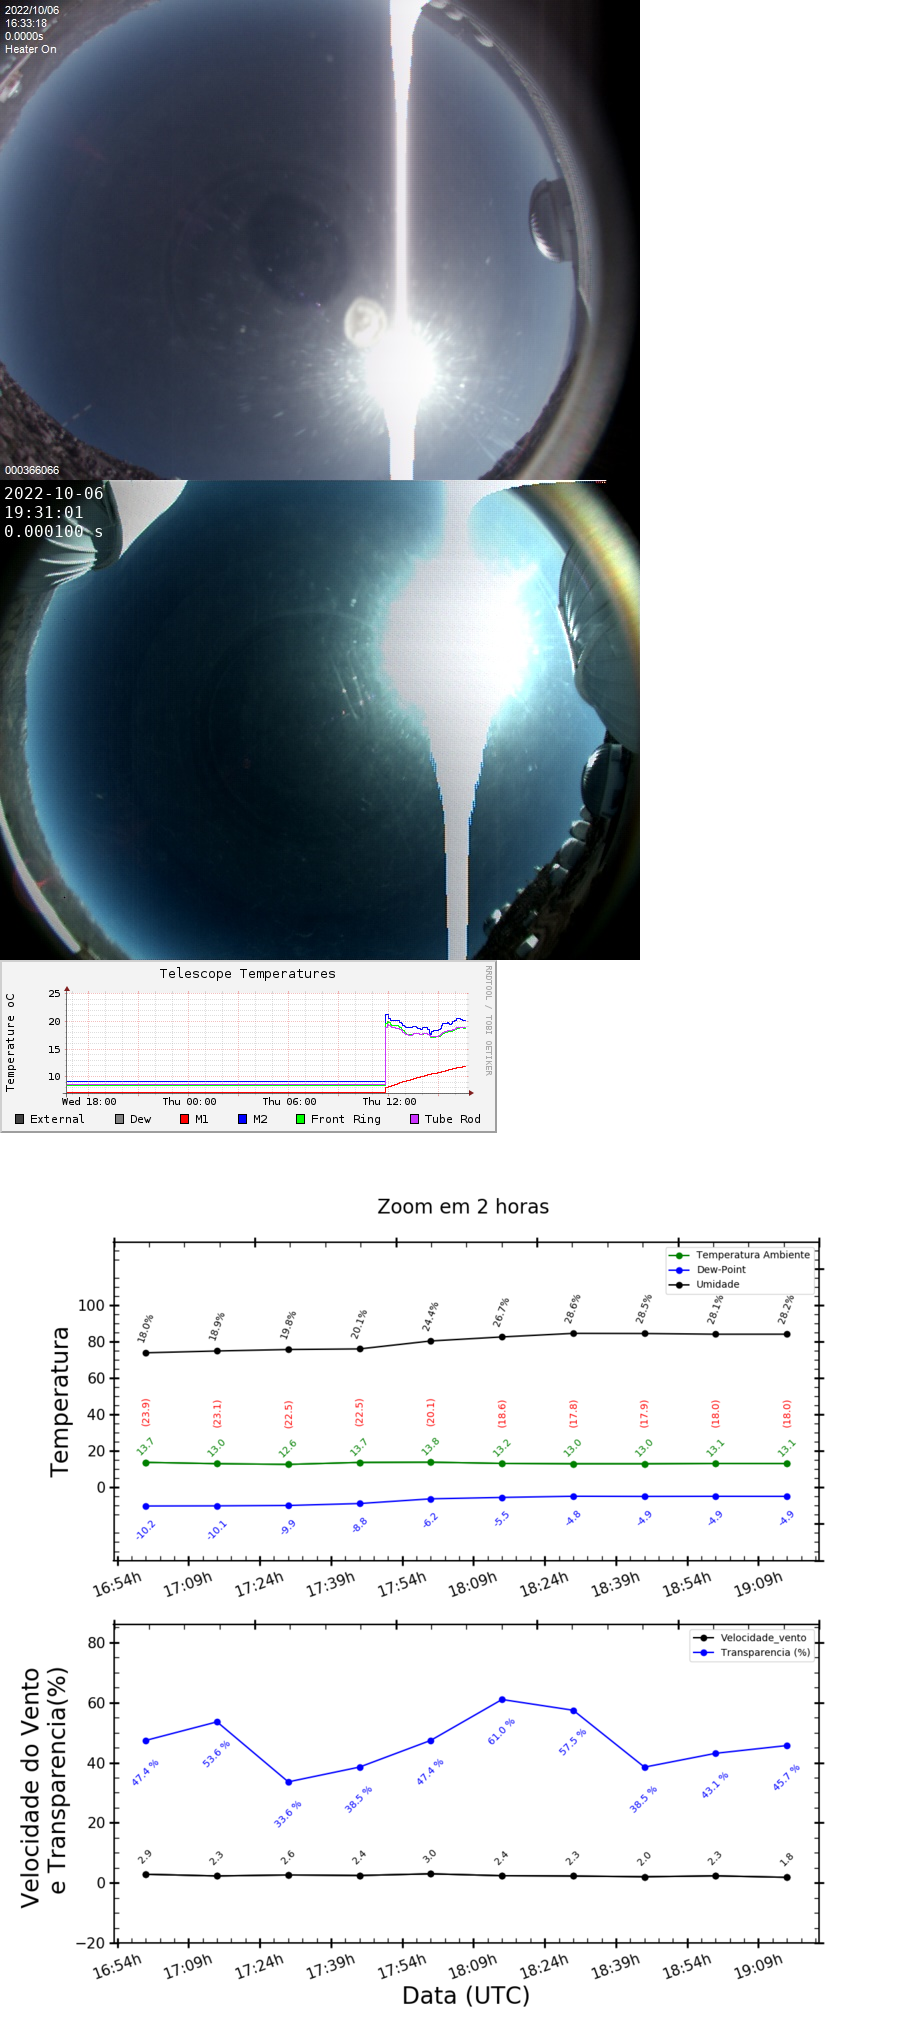 2022/10/06
16:33:18
0.0000s
Heater On
000366066
2022-10-06
19:31:01
0.000100 s
Telescope Temperatures
RRDTOOL / TOBI OETIKER
Temperature oC
25
20
15
10
Wed 18:00 Thu 00:00 Thu 06:00 Thu 12:00
External Dew M1 M2 Front Ring Tube Rod
Zoom em 2 horas
Temperatura
Temperatura Ambiente
Dew-Point
Umidade
100
80
60
40
20
0
18.0% 18.9% 19.8% 20.1% 24.4% 26.7% 28.6% 28.5% 28.1% 28.2%
(23.9) (23.1) (22.5) (22.5) (20.1) (18.6) (17.8) (17.9) (18.0) (18.0)
13.7 13.0 12.6 13.7 13.8 13.2 13.0 13.0 13.1 13.1
-10.2 -10.1 -9.9 -8.8 -6.2 -5.5 -4.8 -4.9 -4.9 -4.9
16:54h 17:09h 17:24h 17:39h 17:54h 18:09h 18:24h 18:39h 18:54h 19:09h
Velocidade do Vento
e Transparencia(%)
Velocidade_vento
Transparencia (%)
80
60
40
20
0
−20
47.4 % 53.6 % 33.6 % 38.5 % 47.4 % 61.0 % 57.5 % 38.5 % 43.1 % 45.7 %
2.9 2.3 2.6 2.4 3.0 2.4 2.3 2.0 2.3 1.8
16:54h 17:09h 17:24h 17:39h 17:54h 18:09h 18:24h 18:39h 18:54h 19:09h
Data (UTC)